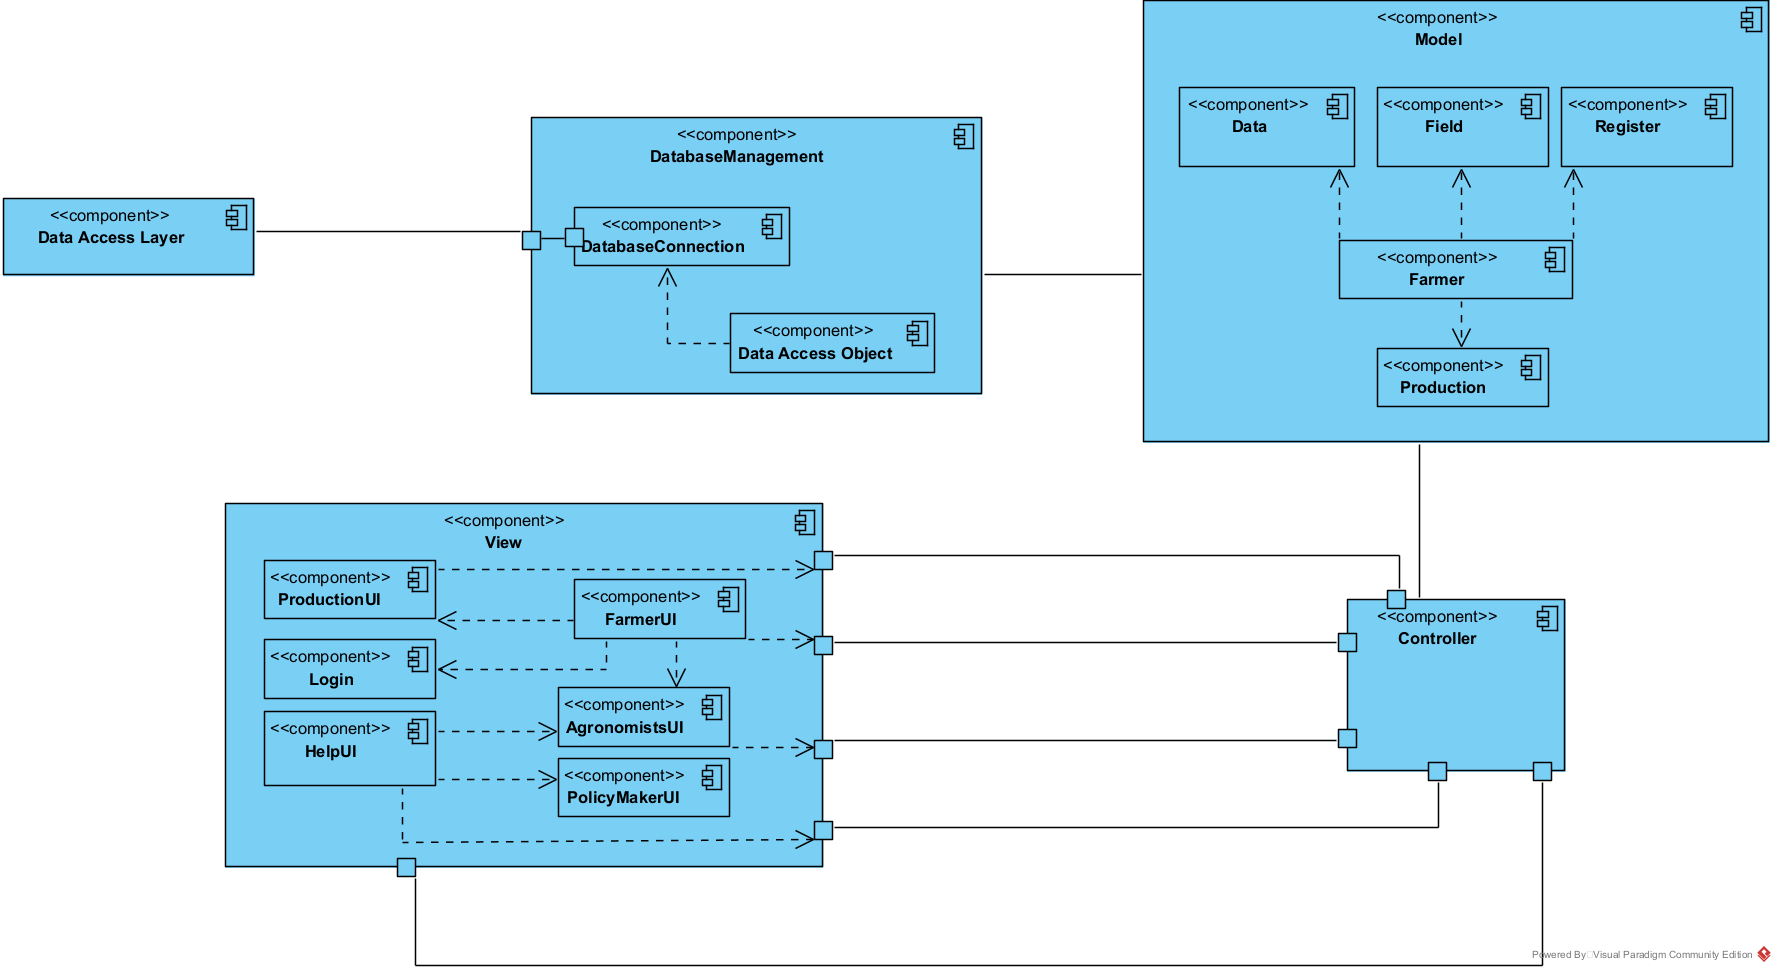 <<component>>
Model
<<component>>
Data
<<component>>
Field
<<component>>
Register
<<component>>
Farmer
<<component>>
Production
<<component>>
DatabaseManagement
<<component>>
DatabaseConnection
<<component>>
Data Access Object
<<component>>
Data Access Layer
<<component>>
View
<<component>>
ProductionUI
<<component>>
FarmerUI
<<component>>
Login
<<component>>
AgronomistsUI
<<component>>
HelpUI
<<component>>
PolicyMakerUI
<<component>>
Controller
Powered By Visual Paradigm Community Edition